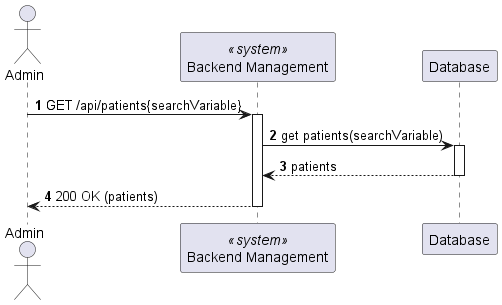 «system»
Admin
Backend Management
Database
1 GET /api/patients{searchVariable}
2 get patients(searchVariable)
3 patients
4 200 OK (patients)
Admin
«system»
Backend Management
Database